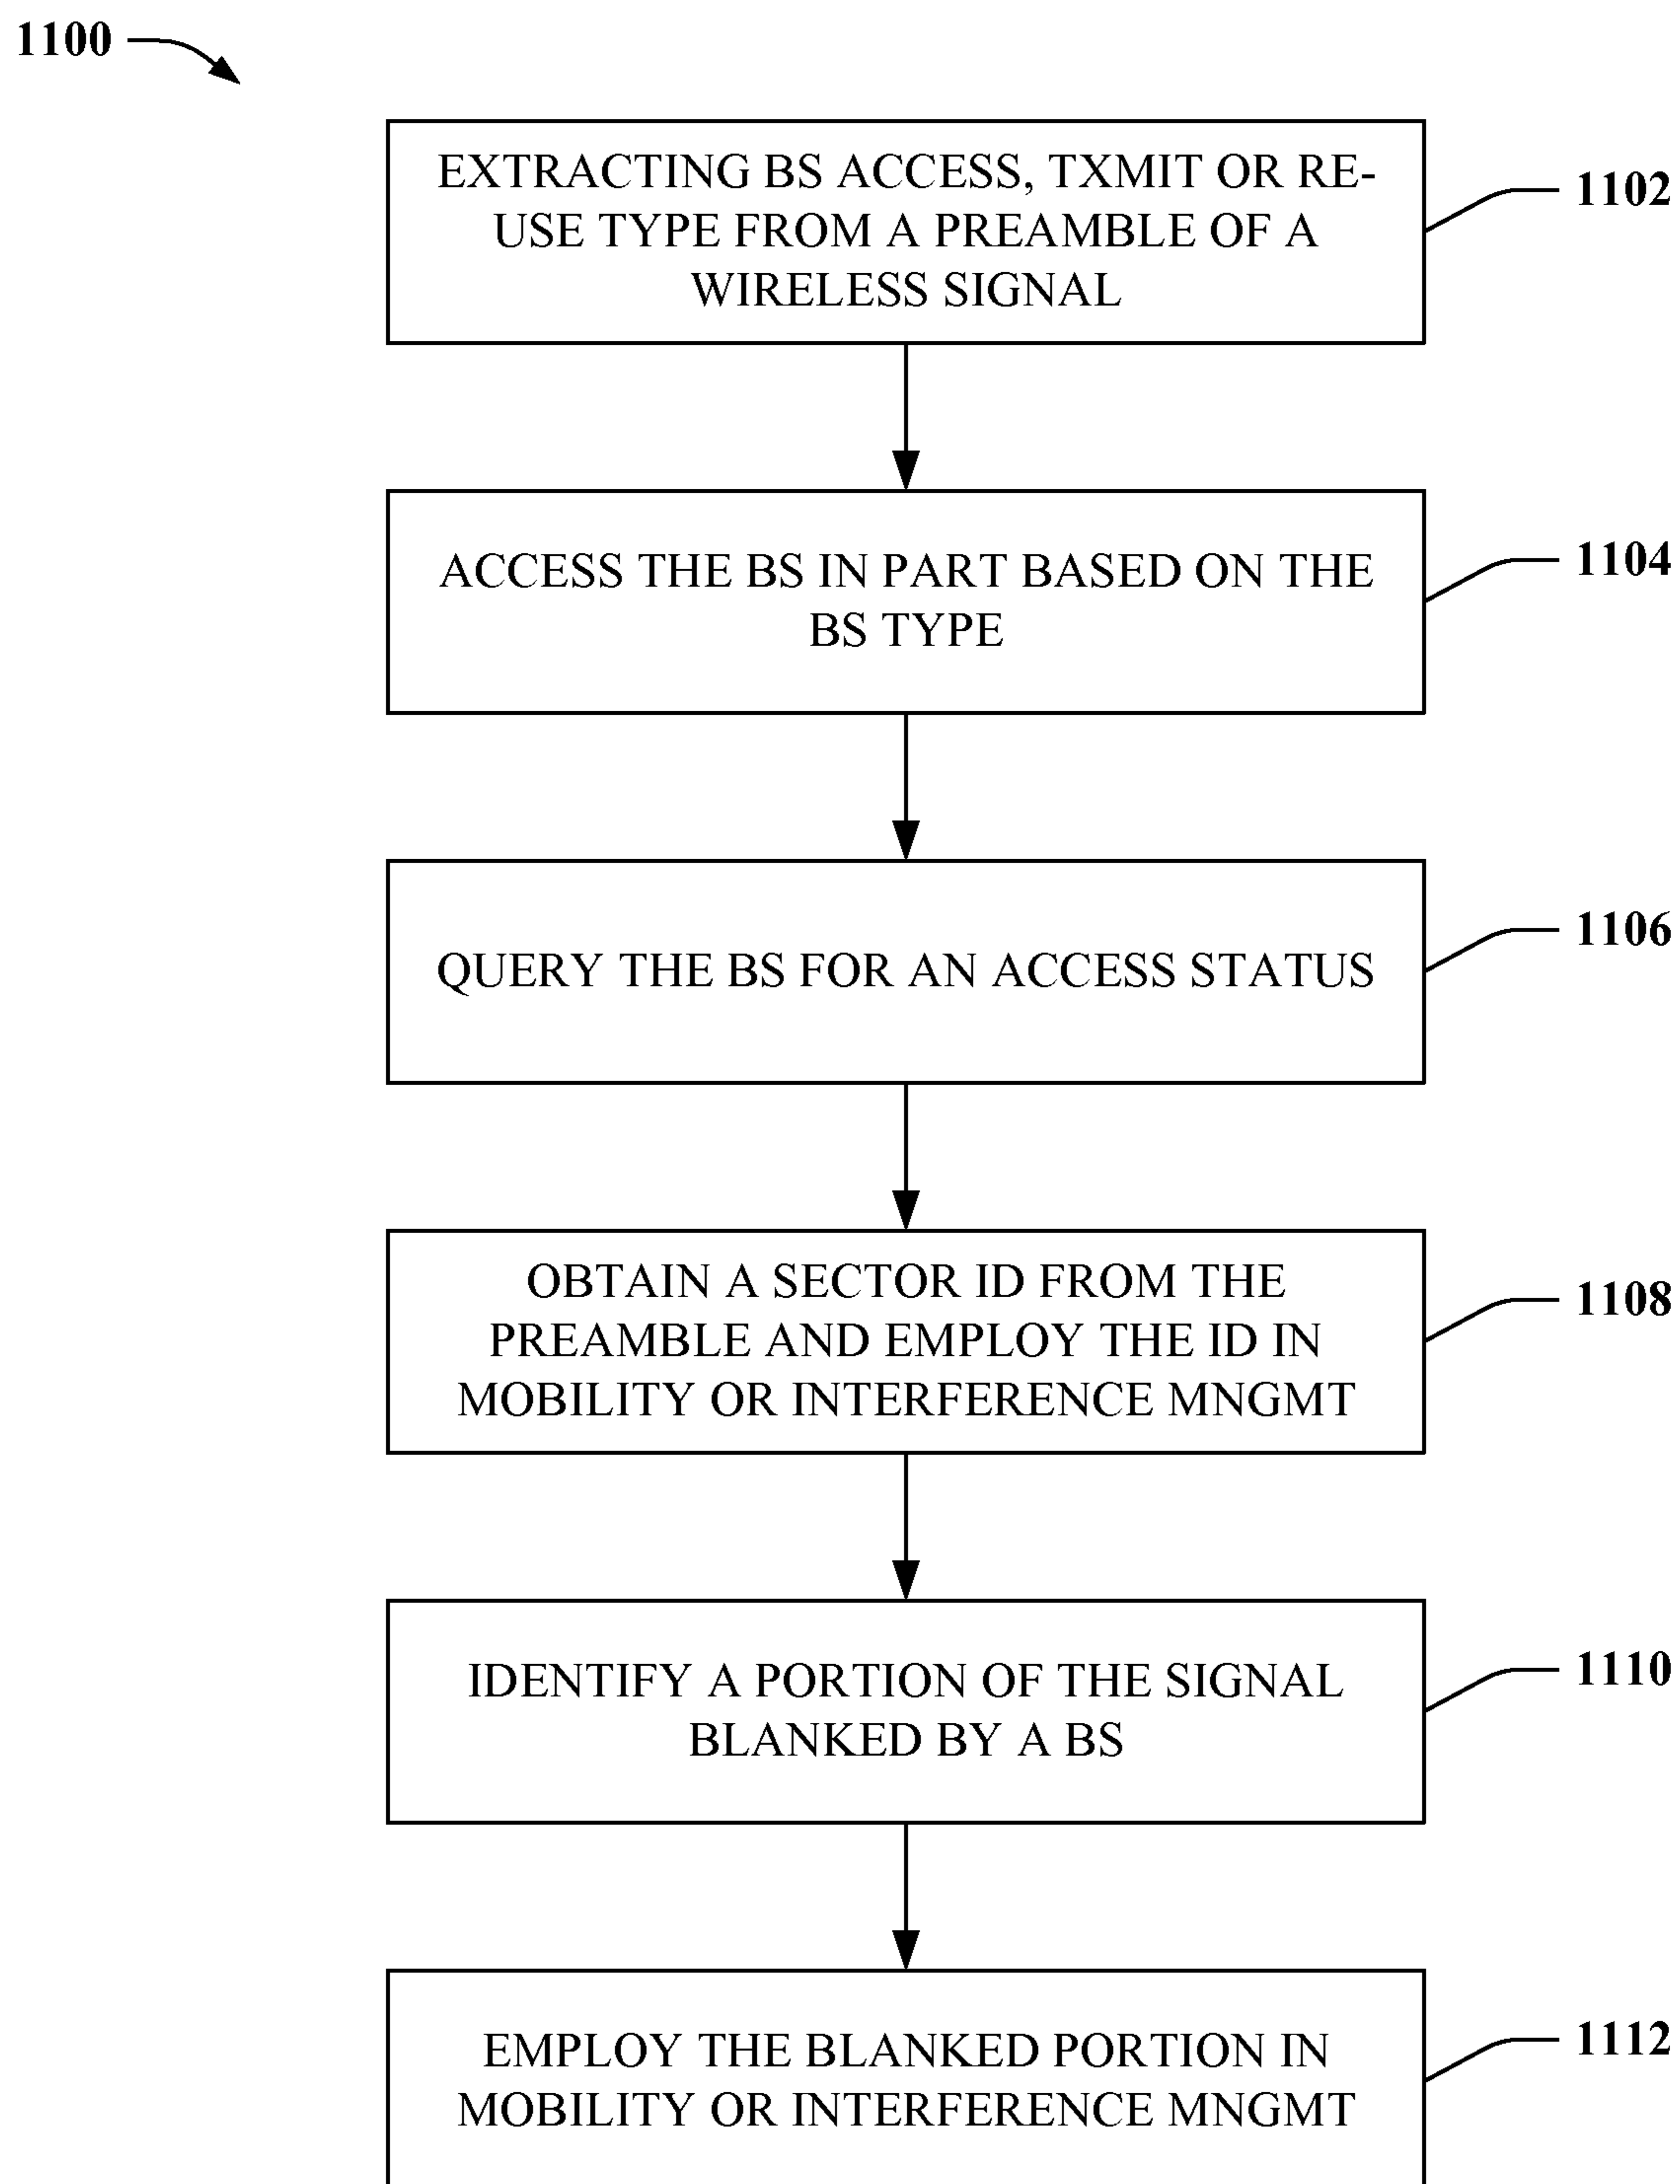 1100
EXTRACTING BS ACCESS, TXMIT OR RE-
USE TYPE FROM A PREAMBLE OF A
WIRELESS SIGNAL
1102
ACCESS THE BS IN PART BASED ON THE
BS TYPE
1104
QUERY THE BS FOR AN ACCESS STATUS
1106
OBTAIN A SECTOR ID FROM THE
PREAMBLE AND EMPLOY THE ID IN
MOBILITY OR INTERFERENCE MNGMT
1108
IDENTIFY A PORTION OF THE SIGNAL
BLANKED BY A BS
1110
EMPLOY THE BLANKED PORTION IN
MOBILITY OR INTERFERENCE MNGMT
1112